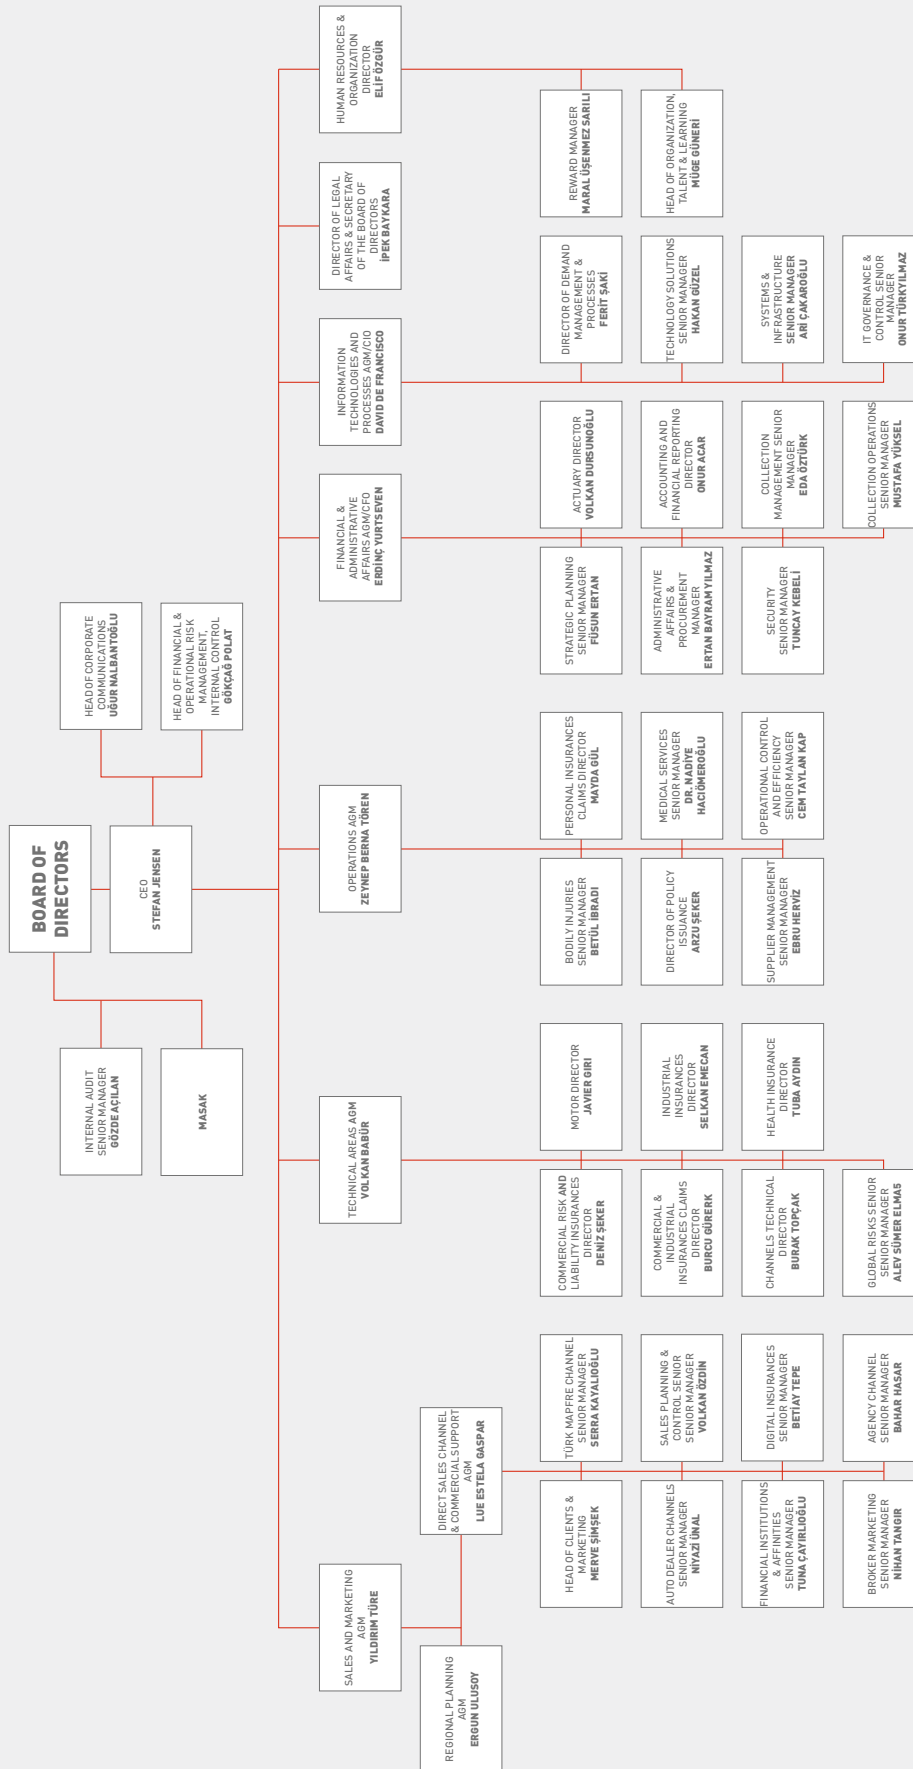 BOARD OF
DIRECTORS
INTERNAL AUDIT
SENIOR MANAGER
GÖZDE AÇILAN
MASAK
CEO
STEFAN JENSEN
HEAD OF CORPORATE
COMMUNICATIONS
UĞUR NALBANTOĞLU
HEAD OF FINANCIAL &
OPERATIONAL RISK
MANAGEMENT,
INTERNAL CONTROL
GÖKÇAĞ POLAT
SALES AND MARKETING
AGM
YILDIRIM TÜRE
REGIONAL PLANNING
AGM
ERGUN ULUSOY
DIRECT SALES CHANNEL
& COMMERCIAL SUPPORT
AGM
LUE ESTELA GASPAR
HEAD OF CLIENTS &
MARKETING
MERVE ŞİMŞEK
TÜRK MAPFRE CHANNEL
SENIOR MANAGER
SERRA KAYALIOĞLU
AUTO DEALER CHANNELS
SENIOR MANAGER
NİYAZİ ÜNAL
SALES PLANNING &
CONTROL SENIOR
SENIOR MANAGER
VOLKAN ÖZDİN
FINANCIAL INSTITUTIONS
& AFFINITIES
SENIOR MANAGER
TUNA ÇAYIRLIOĞLU
DIGITAL INSURANCES
SENIOR MANAGER
BETİAY TEPE
BROKER MARKETING
SENIOR MANAGER
NİHAN TANGIR
AGENCY CHANNEL
SENIOR MANAGER
BAHAR HASAR
TECHNICAL AREAS AGM
VOLKAN BABÜR
COMMERCIAL RISK AND
LIABILITY INSURANCES
DIRECTOR
DENİZ ŞEKER
MOTOR DIRECTOR
JAVIER GIRI
COMMERCIAL &
INDUSTRIAL
INSURANCES CLAIMS
DIRECTOR
BURCU GÜRERK
INDUSTRIAL
INSURANCES
DIRECTOR
SELKAN EMECAN
CHANNELS TECHNICAL
DIRECTOR
BURAK TOPÇAK
HEALTH INSURANCE
DIRECTOR
TUBA AYDIN
GLOBAL RISKS SENIOR
SENIOR MANAGER
ALEV SÜMER ELMAS
OPERATIONS AGM
ZEYNEP BERNA TÖREN
BODILY INJURIES
SENIOR MANAGER
BETÜL İBRADI
PERSONAL INSURANCES
CLAIMS DIRECTOR
MAYDA GÜL
DIRECTOR OF POLICY
ISSUANCE
ARZU ŞEKER
MEDICAL SERVICES
SENIOR MANAGER
DR. NADİYE
HACIÖMEROĞLU
SUPPLIER MANAGEMENT
SENIOR MANAGER
EBRU HERVİZ
OPERATIONAL CONTROL
AND EFFICIENCY
SENIOR MANAGER
CEM TAYLAN KAP
FINANCIAL &
ADMINISTRATIVE
AFFAIRS AGM/CFO
ERDİNÇ YURTSEVEN
STRATEGIC PLANNING
SENIOR MANAGER
FÜSUN ERTAN
ACTUARY DIRECTOR
VOLKAN DURSUNOĞLU
ADMINISTRATIVE
AFFAIRS &
PROCUREMENT
MANAGER
ERTAN BAYRAM YILMAZ
ACCOUNTING AND
FINANCIAL REPORTING
DIRECTOR
ONUR ACAR
SECURITY
SENIOR MANAGER
TUNCAY KEBELİ
COLLECTION
MANAGEMENT SENIOR
MANAGER
EDA ÖZTÜRK
COLLECTION OPERATIONS
SENIOR MANAGER
MUSTAFA YÜKSEL
INFORMATION
TECHNOLOGIES AND
PROCESSES AGM/CIO
DAVID DE FRANCISCO
DIRECTOR OF DEMAND
MANAGEMENT &
PROCESSES
FERİT ŞAKİ
TECHNOLOGY SOLUTIONS
SENIOR MANAGER
HAKAN GÜZEL
SYSTEMS &
INFRASTRUCTURE
SENIOR MANAGER
ARİ ÇAKAROĞLU
IT GOVERNANCE &
CONTROL SENIOR
MANAGER
ONUR TÜRKYILMAZ
DIRECTOR OF LEGAL
AFFAIRS & SECRETARY
OF THE BOARD OF
DIRECTORS
İPEK BAYKARA
HUMAN RESOURCES &
ORGANIZATION
DIRECTOR
ELİF ÖZGÜR
REWARD MANAGER
MARAL ÜŞENMEZ SARILI
HEAD OF ORGANIZATION,
TALENT & LEARNING
MÜGE GÜNERİ